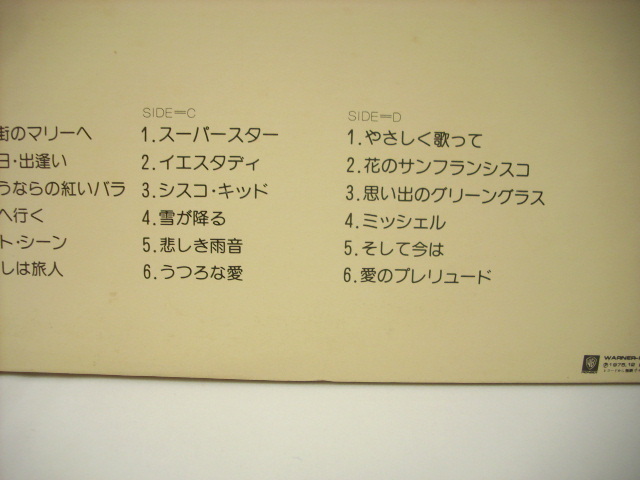 街のマリーへ
日・出逢い
うならの紅いバラ
へ行く
ト・シーン
しは旅人
SIDE=C
1.スーパースター
2.イエスタディ
3.シスコ・キッド
4.雪が降る
5.悲しき雨音
6.うつろな愛
SIDE=D
1.やさしく歌って
2.花のサンフランシスコ
3.思い出のグリーングラス
4.ミッシェル
5.そして今は
6.愛のプレリュード
WARNER-